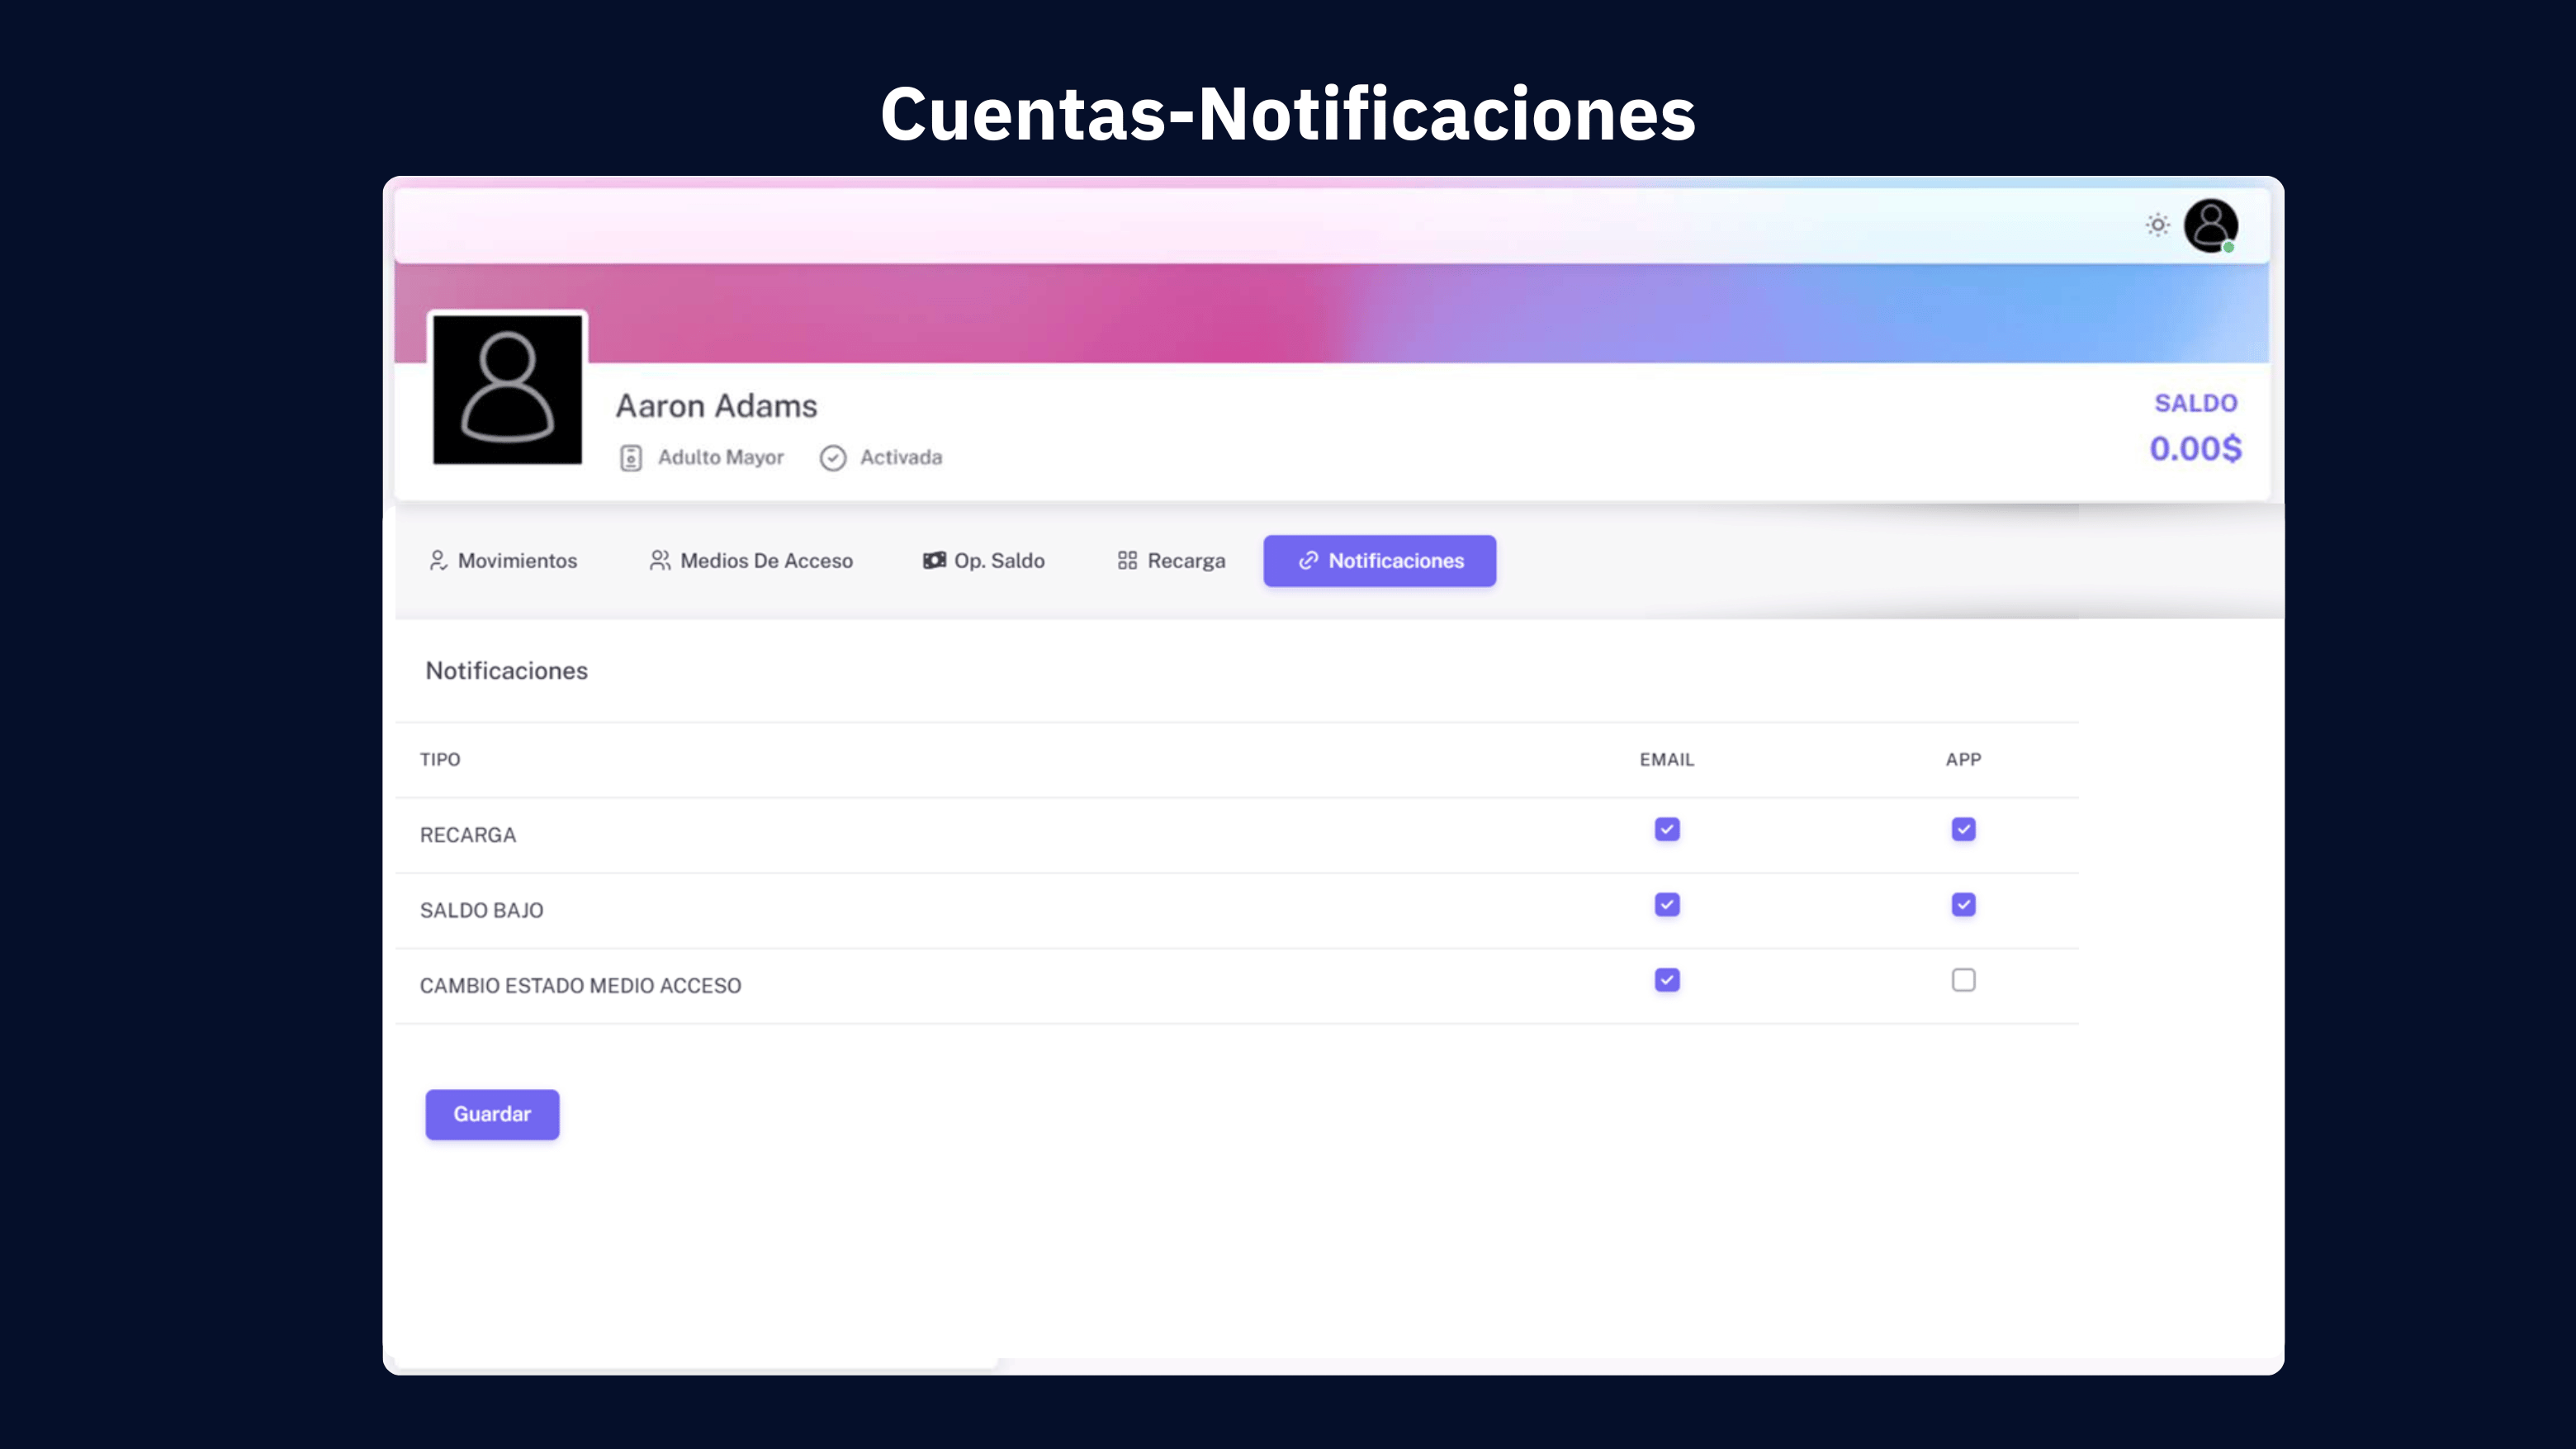 Cuentas-Notificaciones
Aaron Adams
Adulto Mayor Activada
SALDO
0.00$
Movimientos Medios De Acceso Op. Saldo Recarga Notificaciones
Notificaciones
TIPO EMAIL APP
RECARGA
SALDO BAJO
CAMBIO ESTADO MEDIO ACCESO
Guardar